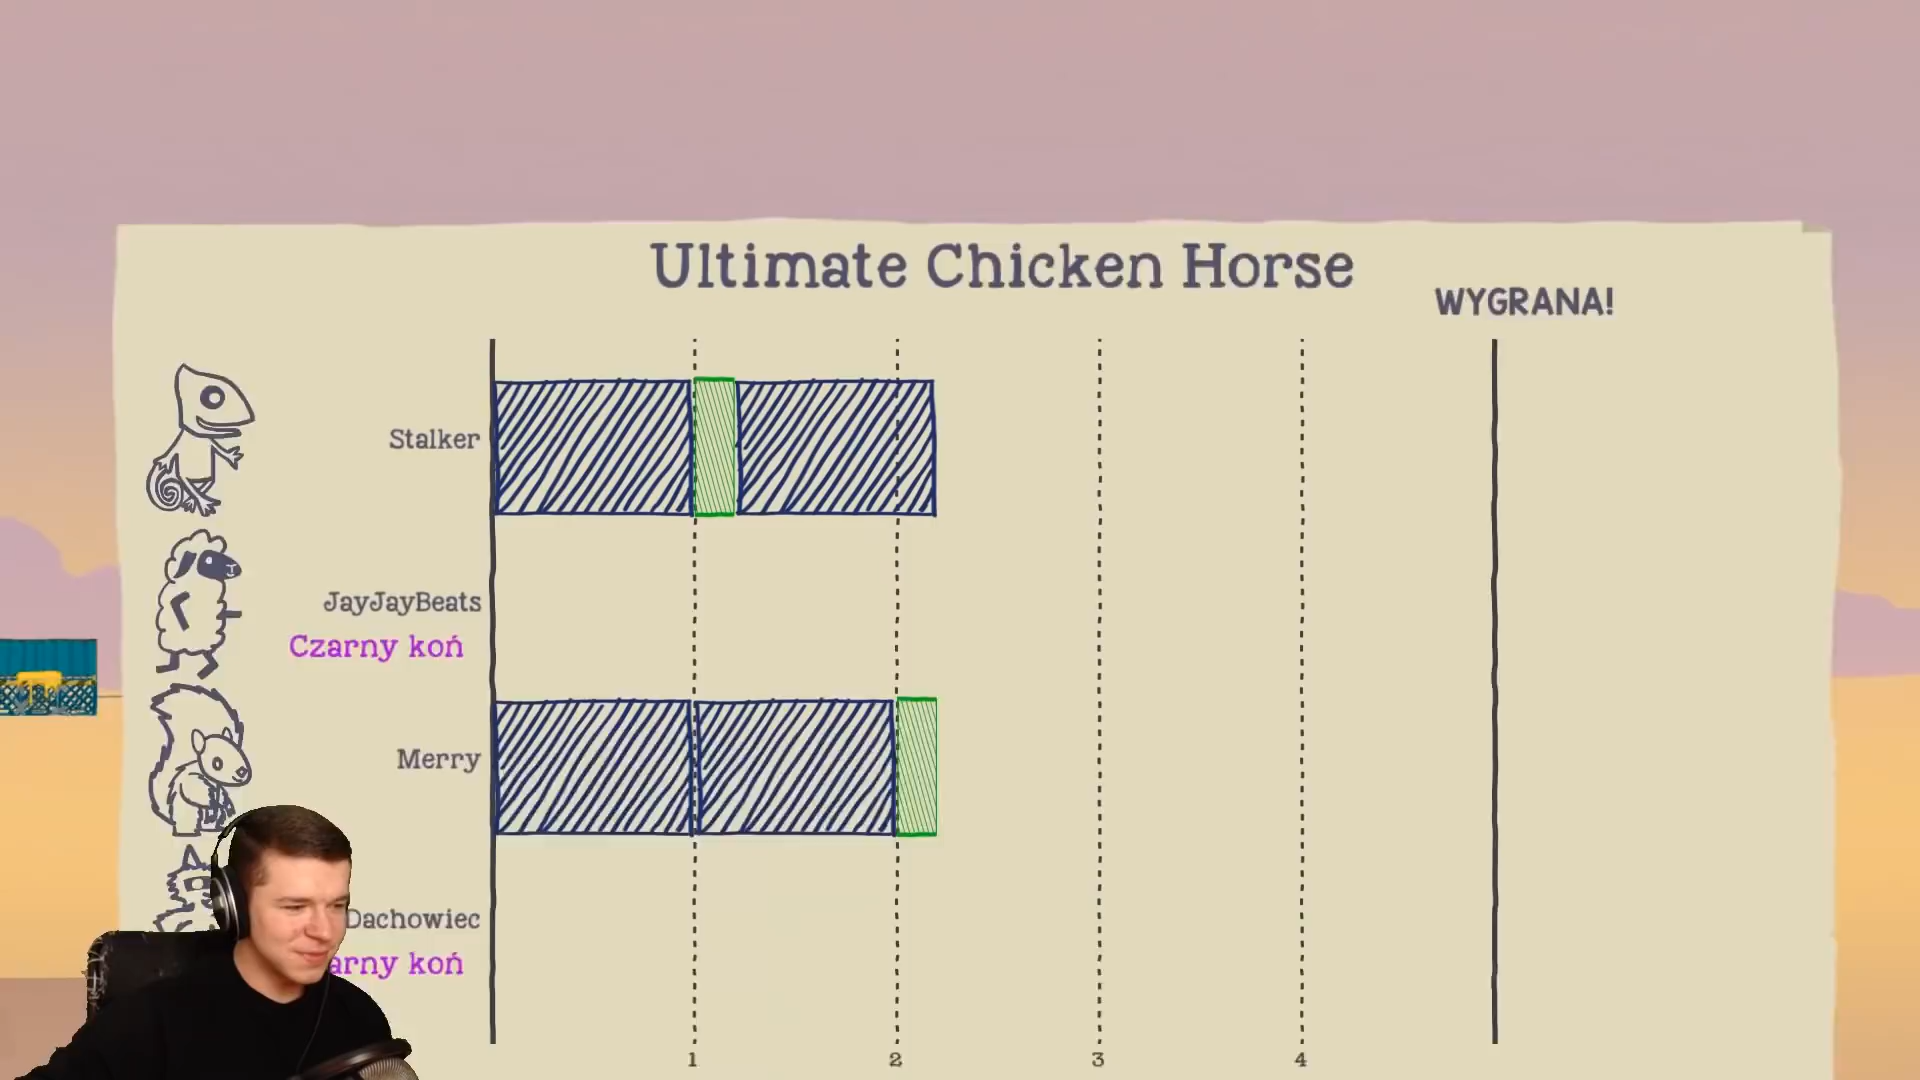 Ultimate Chicken Horse
WYGRANA!
Stalker
JayJayBeats
Czarny koń
Merry
Dachowiec
arny koń
1 2 3 4